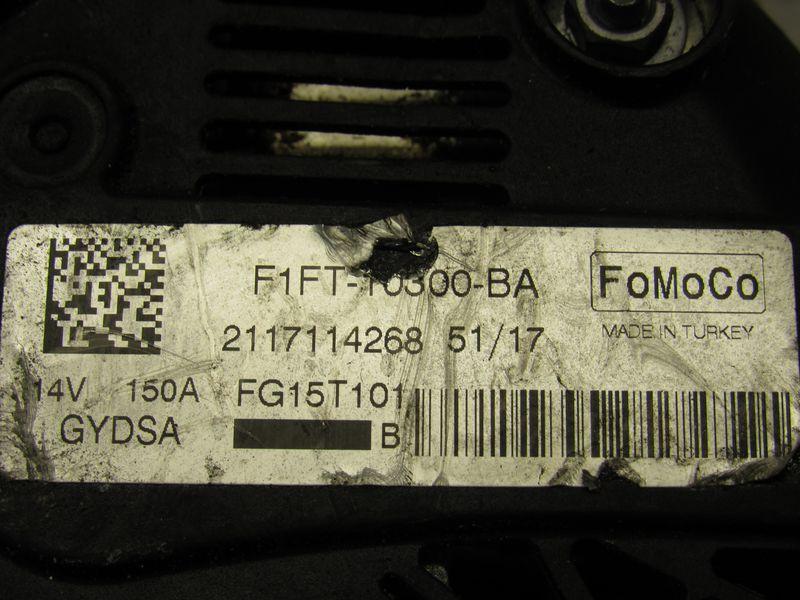 F1FT-10300-BA
FoMoCo
2117114268 51/17
MADE IN TURKEY
14V 150A FG15T101
GYDSA B